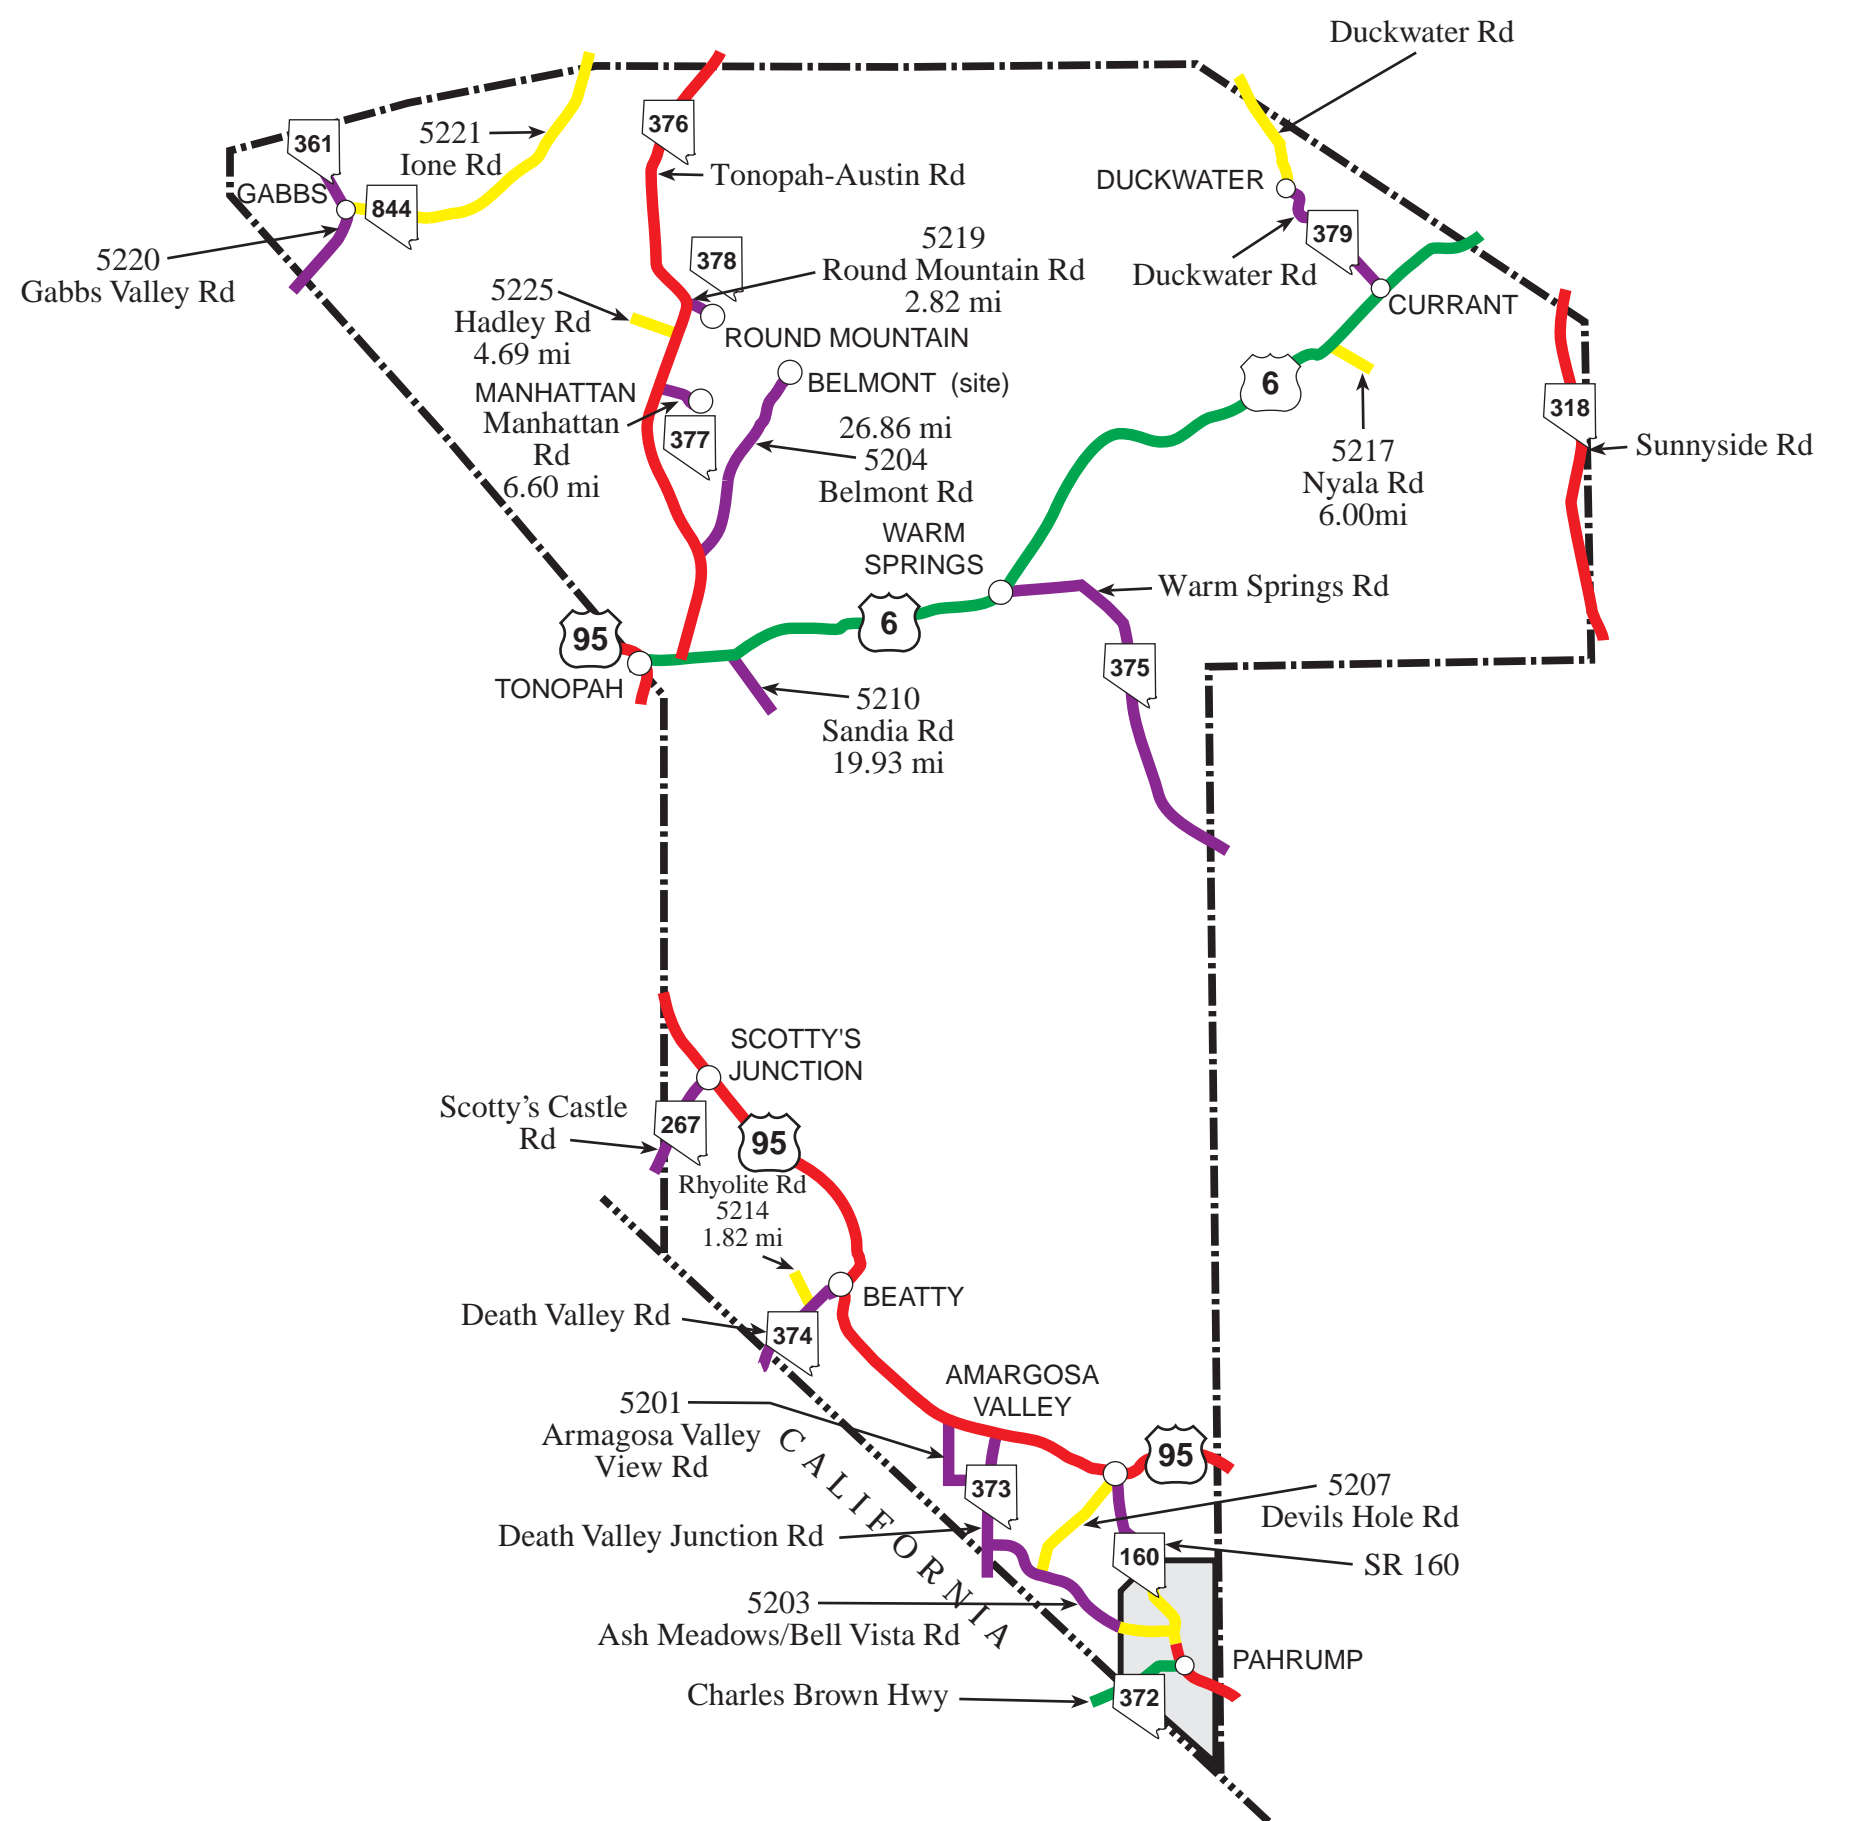 Duckwater Rd
361
5221
Ione Rd
376
Tonopah-Austin Rd
DUCKWATER
GABBS
844
379
5220
Gabbs Valley Rd
378
5219
Round Mountain Rd
2.82 mi
Duckwater Rd
5225
Hadley Rd
4.69 mi
CURRANT
ROUND MOUNTAIN
MANHATTAN
Manhattan
Rd
6.60 mi
377
BELMONT (site)
26.86 mi
5204
Belmont Rd
6
318
Sunnyside Rd
5217
Nyala Rd
6.00mi
WARM
SPRINGS
Warm Springs Rd
95
6
375
TONOPAH
5210
Sandia Rd
19.93 mi
SCOTTY'S
JUNCTION
Scotty’s Castle
Rd
267
95
Rhyolite Rd
5214
1.82 mi
BEATTY
Death Valley Rd
374
AMARGOSA
VALLEY
5201
Armagosa Valley
View Rd
CALIFORNIA
95
373
5207
Devils Hole Rd
Death Valley Junction Rd
160
SR 160
5203
Ash Meadows/Bell Vista Rd
PAHRUMP
Charles Brown Hwy
372